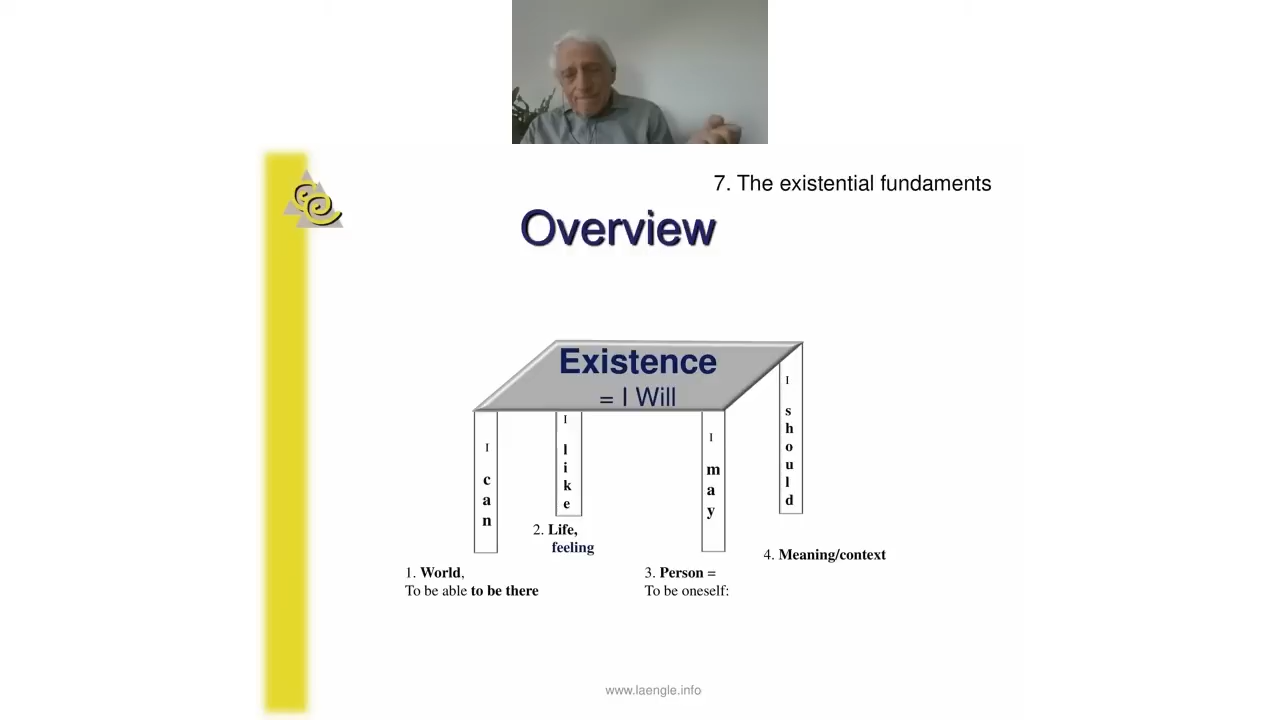 7. The existential fundaments
Overview
Existence
= I Will
I can
I like
I may
I should
1. World,
To be able to be there
2. Life,
feeling
3. Person =
To be oneself:
4. Meaning/context
www.laengle.info